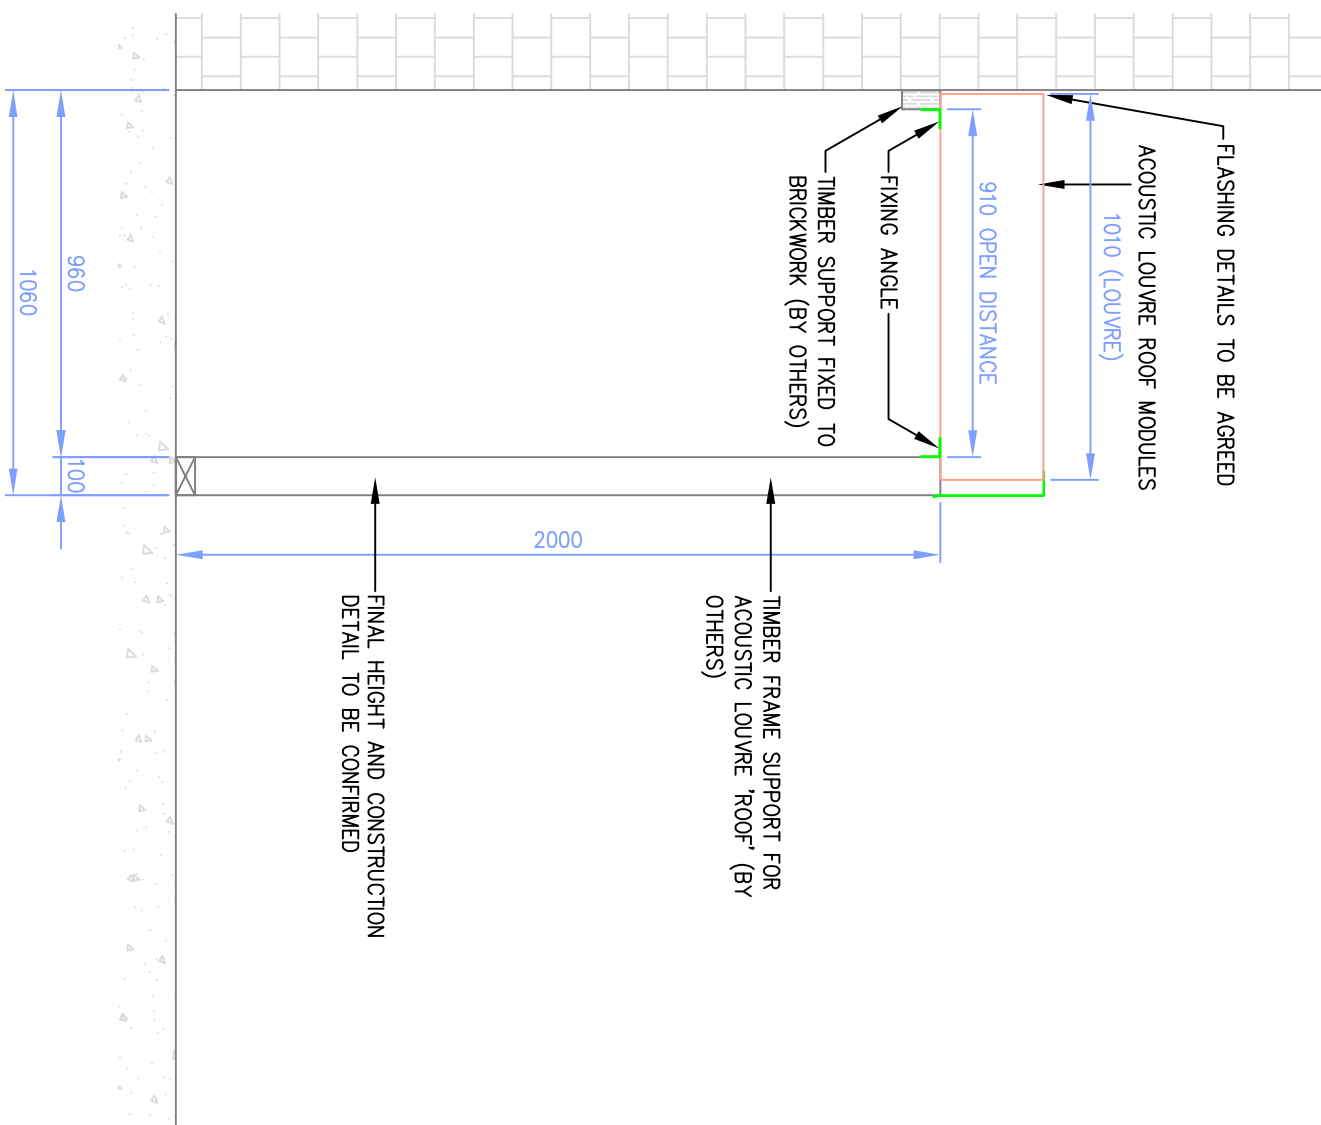 FLASHING DETAILS TO BE AGREED
ACOUSTIC LOUVRE ROOF MODULES
1010 (LOUVRE)
910 OPEN DISTANCE
FIXING ANGLE
TIMBER SUPPORT FIXED TO
BRICKWORK (BY OTHERS)
TIMBER FRAME SUPPORT FOR
ACOUSTIC LOUVRE 'ROOF' (BY
OTHERS)
2000
FINAL HEIGHT AND CONSTRUCTION
DETAIL TO BE CONFIRMED
960
100
1060